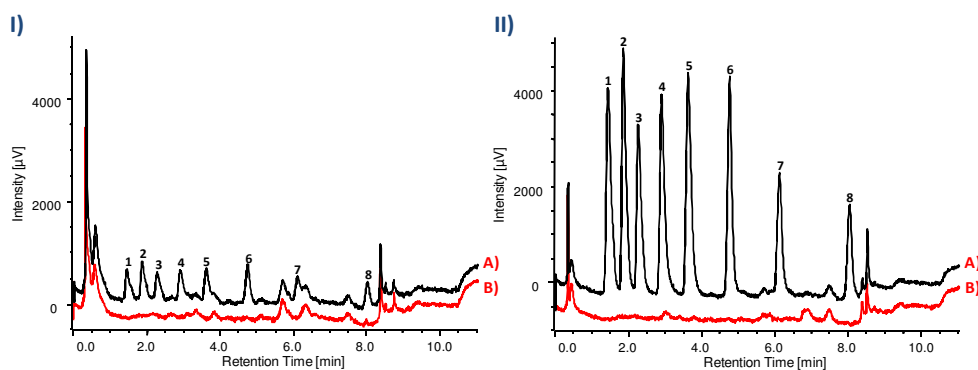 I)
Intensity [µV]
4000
2000
0
1 2 3 4 5 6 7 8
A)
B)
0.0 2.0 4.0 6.0 8.0 10.0
Retention Time [min]
II)
Intensity [µV]
4000
2000
0
1 2 3 4 5 6 7 8
A)
B)
0.0 2.0 4.0 6.0 8.0 10.0
Retention Time [min]